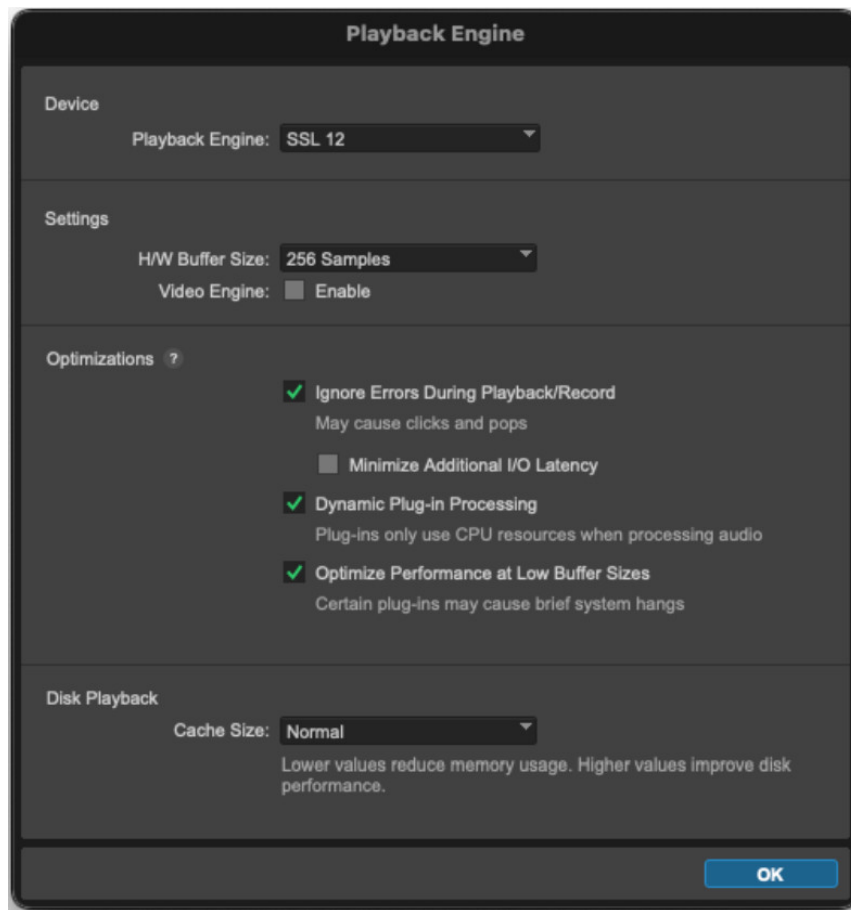 Playback Engine
Device
Playback Engine: SSL 12
Settings
H/W Buffer Size: 256 Samples
Video Engine: Enable
Optimizations ?
Ignore Errors During Playback/Record
May cause clicks and pops
Minimize Additional I/O Latency
Dynamic Plug-in Processing
Plug-ins only use CPU resources when processing audio
Optimize Performance at Low Buffer Sizes
Certain plug-ins may cause brief system hangs
Disk Playback
Cache Size: Normal
Lower values reduce memory usage. Higher values improve disk
performance.
OK